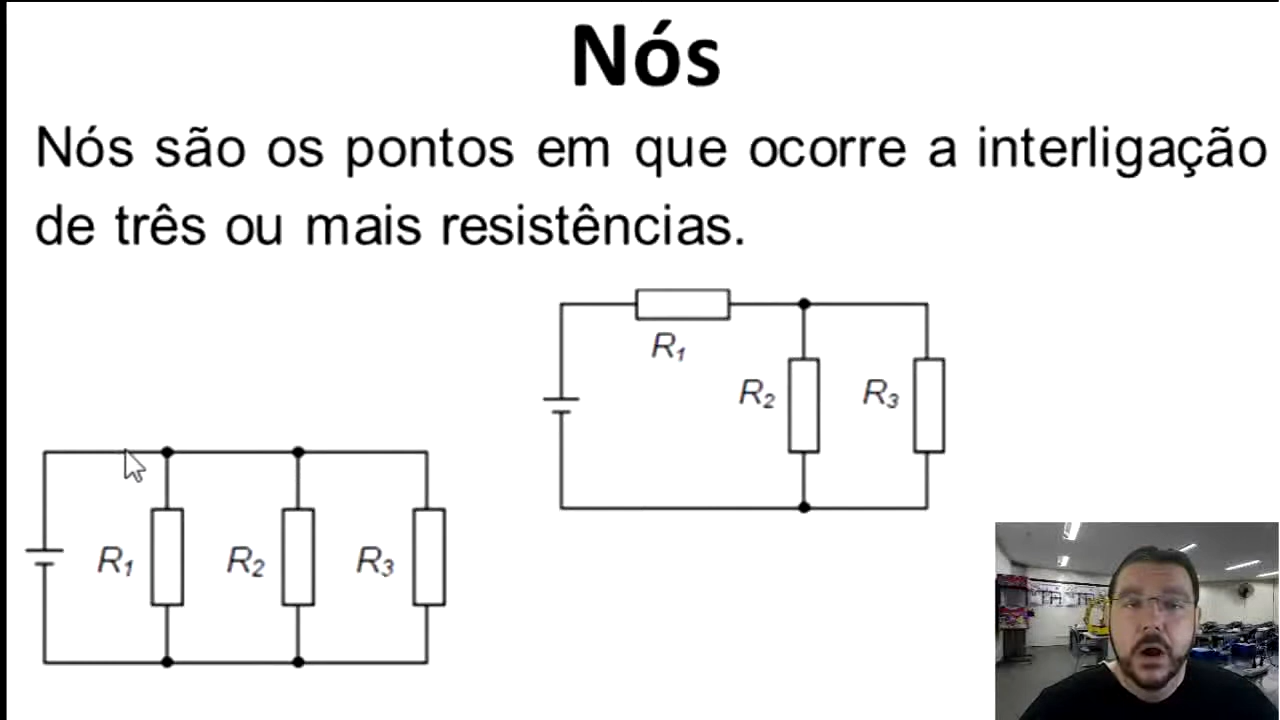 Nós
Nós são os pontos em que ocorre a interligação
de três ou mais resistências.
R₁
R₂
R₃
R₁
R₂
R₃